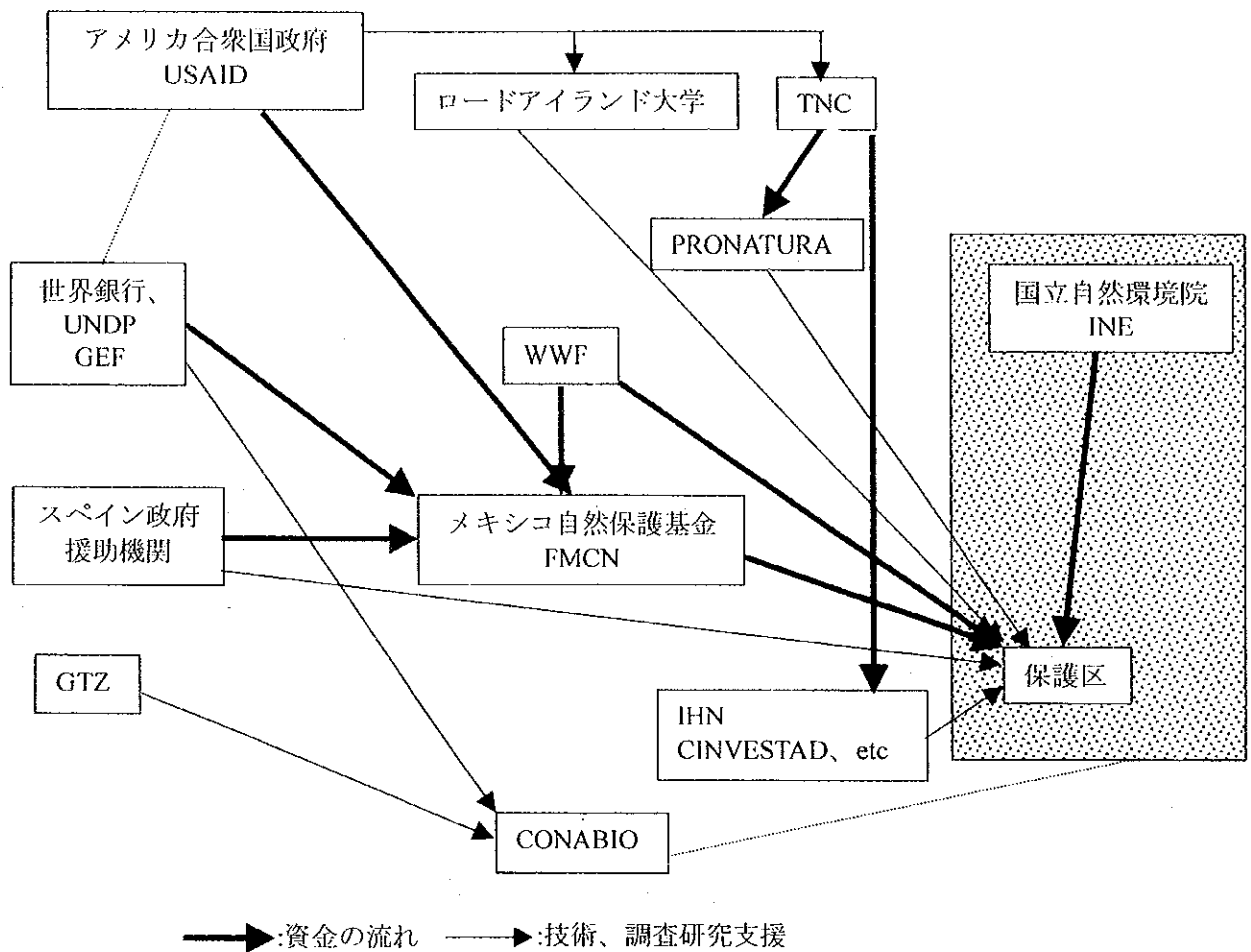 アメリカ合衆国政府
USAID
ロードアイランド大学
TNC
PRONATURA
世界銀行、
UNDP
GEF
WWF
国立自然環境院
INE
スペイン政府
援助機関
メキシコ自然保護基金
FMCN
保護区
GTZ
IHN
CINVESTAD、etc
CONABIO
:資金の流れ
:技術、調査研究支援